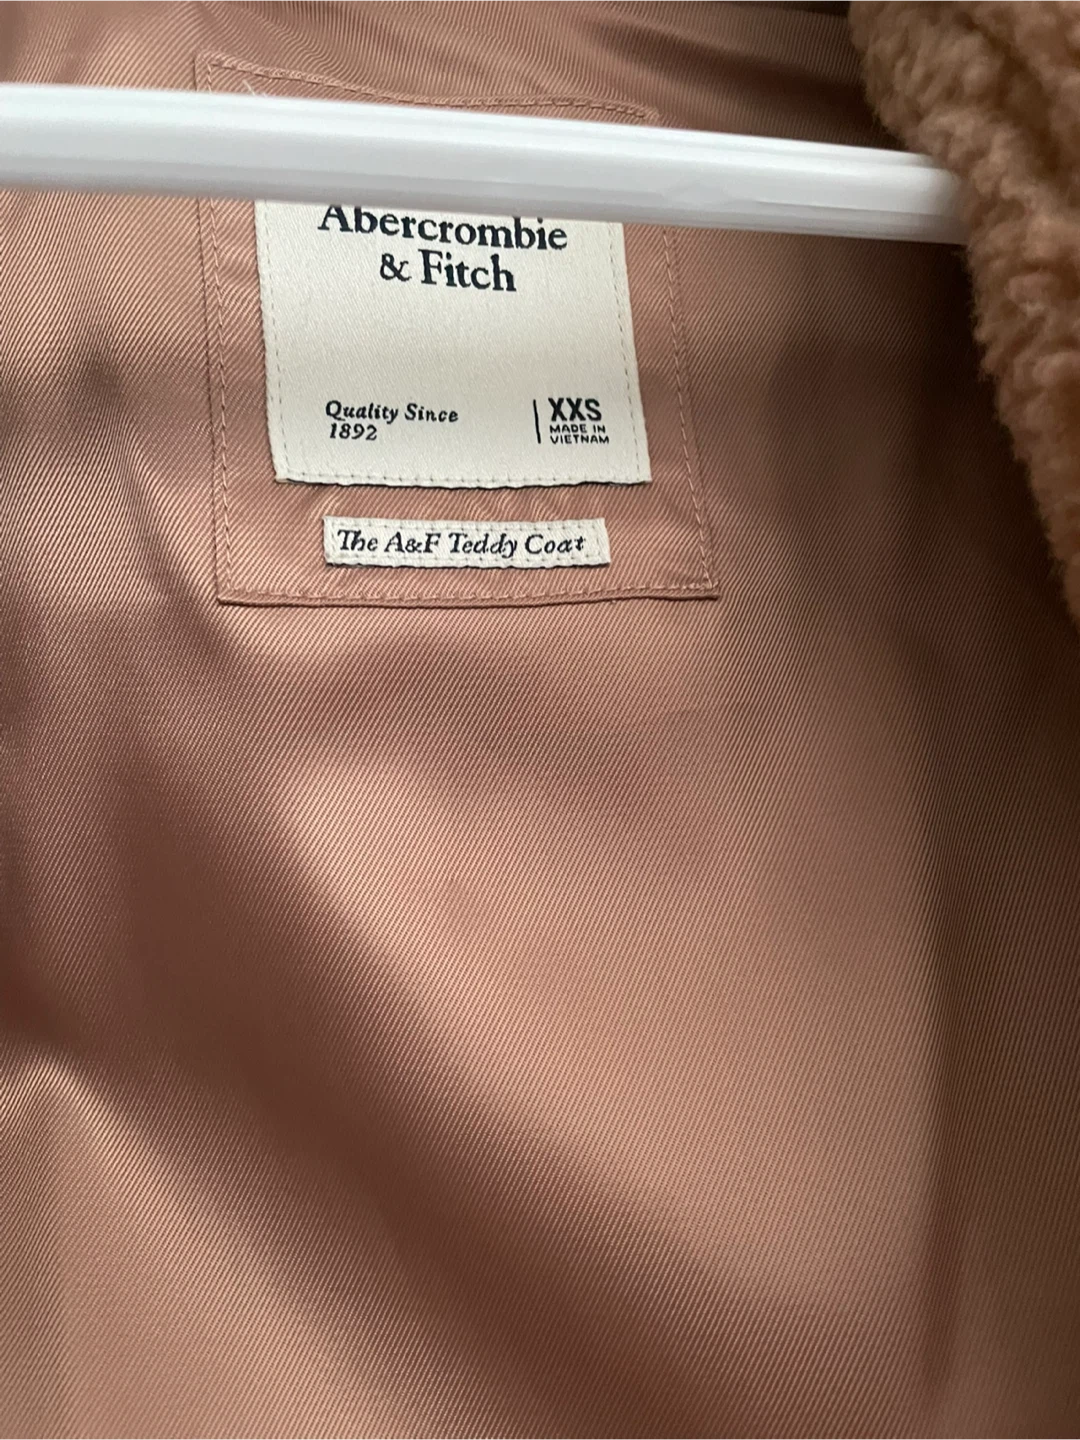 Abercrombie
& Fitch
Quality Since
1892
XXS
MADE IN
VIETNAM
The A&F Teddy Coat